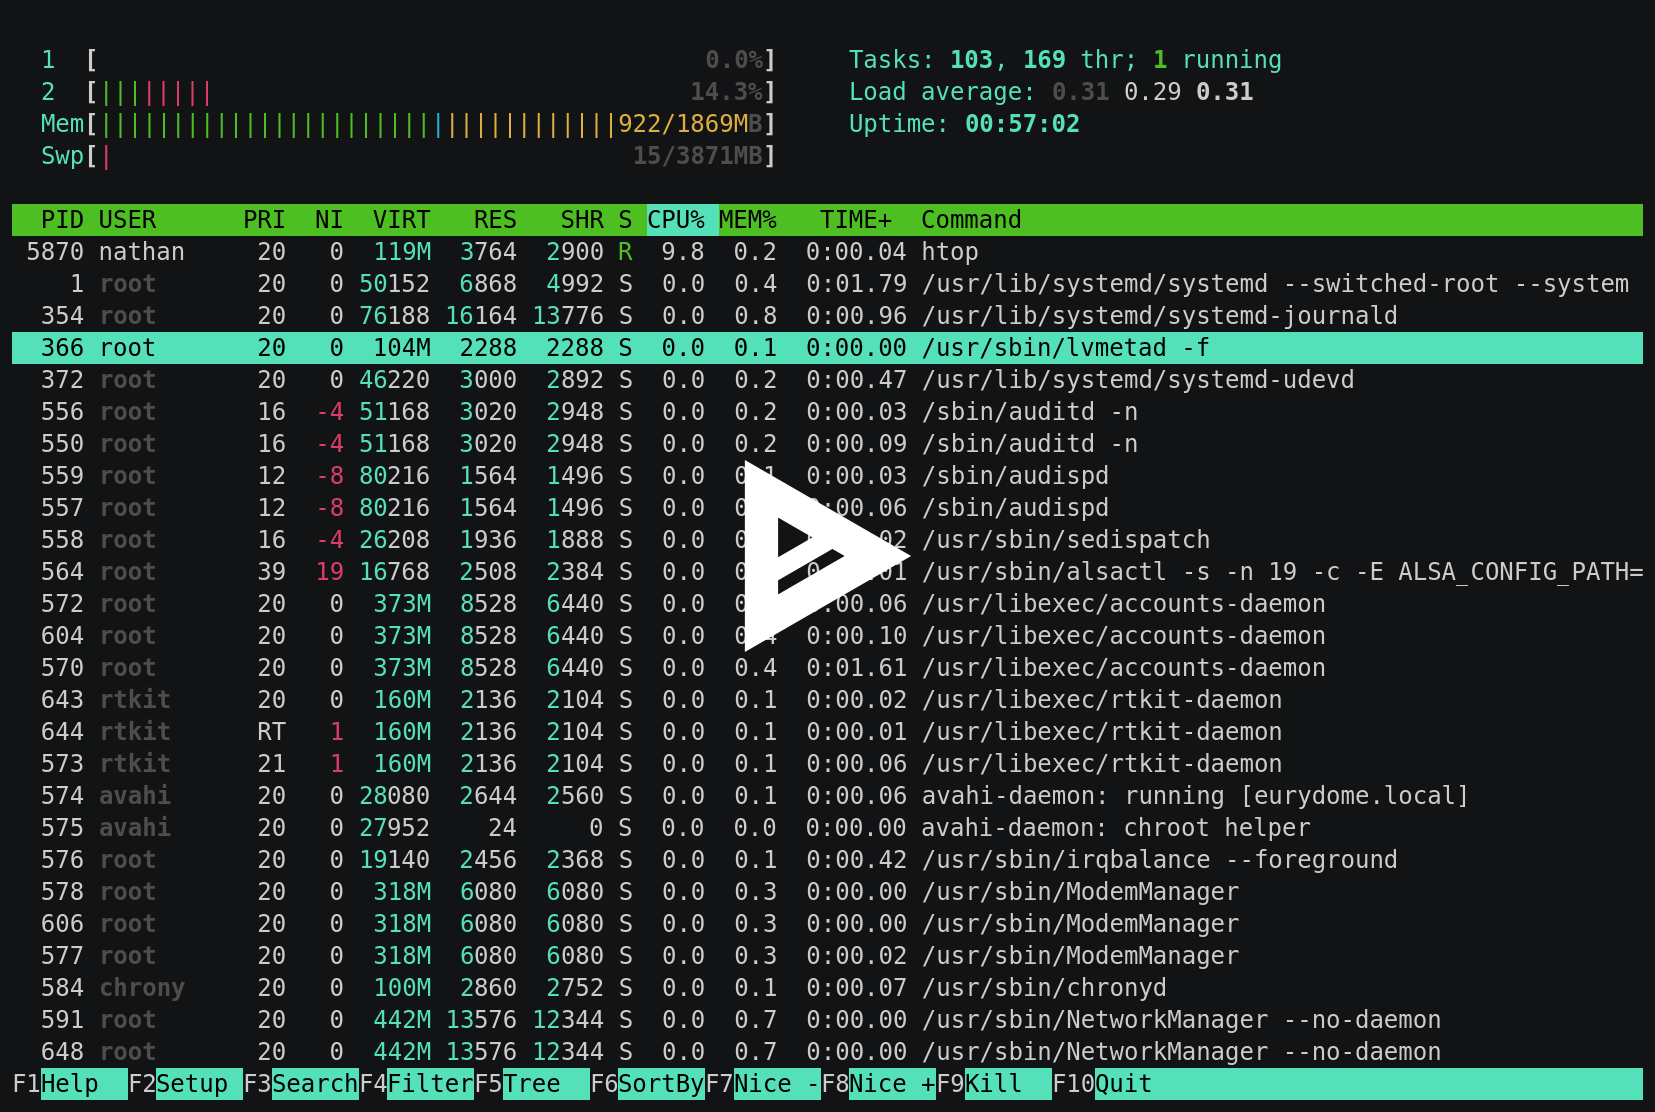 1 [ 0.0%] Tasks: 103, 169 thr; 1 running
2 [|||||||| 14.3%] Load average: 0.31 0.29 0.31
Mem[||||||||||||||||||||||||||||||||||||922/1869MB] Uptime: 00:57:02
Swp[| 15/3871MB]
PID USER PRI NI VIRT RES SHR S CPU% MEM% TIME+ Command
5870 nathan 20 0 119M 3764 2900 R 9.8 0.2 0:00.04 htop
1 root 20 0 50152 6868 4992 S 0.0 0.4 0:01.79 /usr/lib/systemd/systemd --switched-root --system
354 root 20 0 76188 16164 13776 S 0.0 0.8 0:00.96 /usr/lib/systemd/systemd-journald
366 root 20 0 104M 2288 2288 S 0.0 0.1 0:00.00 /usr/sbin/lvmetad -f
372 root 20 0 46220 3000 2892 S 0.0 0.2 0:00.47 /usr/lib/systemd/systemd-udevd
556 root 16 -4 51168 3020 2948 S 0.0 0.2 0:00.03 /sbin/auditd -n
550 root 16 -4 51168 3020 2948 S 0.0 0.2 0:00.09 /sbin/auditd -n
559 root 12 -8 80216 1564 1496 S 0.0 0:00.03 /sbin/audispd
557 root 12 -8 80216 1564 1496 S 0.0 /sbin/audispd
558 root 16 -4 26208 1936 1888 S 0.0 /usr/sbin/sedispatch
564 root 39 19 16768 2508 2384 S 0.0 /usr/sbin/alsactl -s -n 19 -c -E ALSA_CONFIG_PATH=
572 root 20 0 373M 8528 6440 S 0.0 /usr/libexec/accounts-daemon
604 root 20 0 373M 8528 6440 S 0.0 0:00.10 /usr/libexec/accounts-daemon
570 root 20 0 373M 8528 6440 S 0.0 0.4 0:01.61 /usr/libexec/accounts-daemon
643 rtkit 20 0 160M 2136 2104 S 0.0 0.1 0:00.02 /usr/libexec/rtkit-daemon
644 rtkit RT 1 160M 2136 2104 S 0.0 0.1 0:00.01 /usr/libexec/rtkit-daemon
573 rtkit 21 1 160M 2136 2104 S 0.0 0.1 0:00.06 /usr/libexec/rtkit-daemon
574 avahi 20 0 28080 2644 2560 S 0.0 0.1 0:00.06 avahi-daemon: running [eurydome.local]
575 avahi 20 0 27952 24 0 S 0.0 0.0 0:00.00 avahi-daemon: chroot helper
576 root 20 0 19140 2456 2368 S 0.0 0.1 0:00.42 /usr/sbin/irqbalance --foreground
578 root 20 0 318M 6080 6080 S 0.0 0.3 0:00.00 /usr/sbin/ModemManager
606 root 20 0 318M 6080 6080 S 0.0 0.3 0:00.00 /usr/sbin/ModemManager
577 root 20 0 318M 6080 6080 S 0.0 0.3 0:00.02 /usr/sbin/ModemManager
584 chrony 20 0 100M 2860 2752 S 0.0 0.1 0:00.07 /usr/sbin/chronyd
591 root 20 0 442M 13576 12344 S 0.0 0.7 0:00.00 /usr/sbin/NetworkManager --no-daemon
648 root 20 0 442M 13576 12344 S 0.0 0.7 0:00.00 /usr/sbin/NetworkManager --no-daemon
F1Help F2Setup F3SearchF4FilterF5Tree F6SortByF7Nice -F8Nice +F9Kill F10Quit